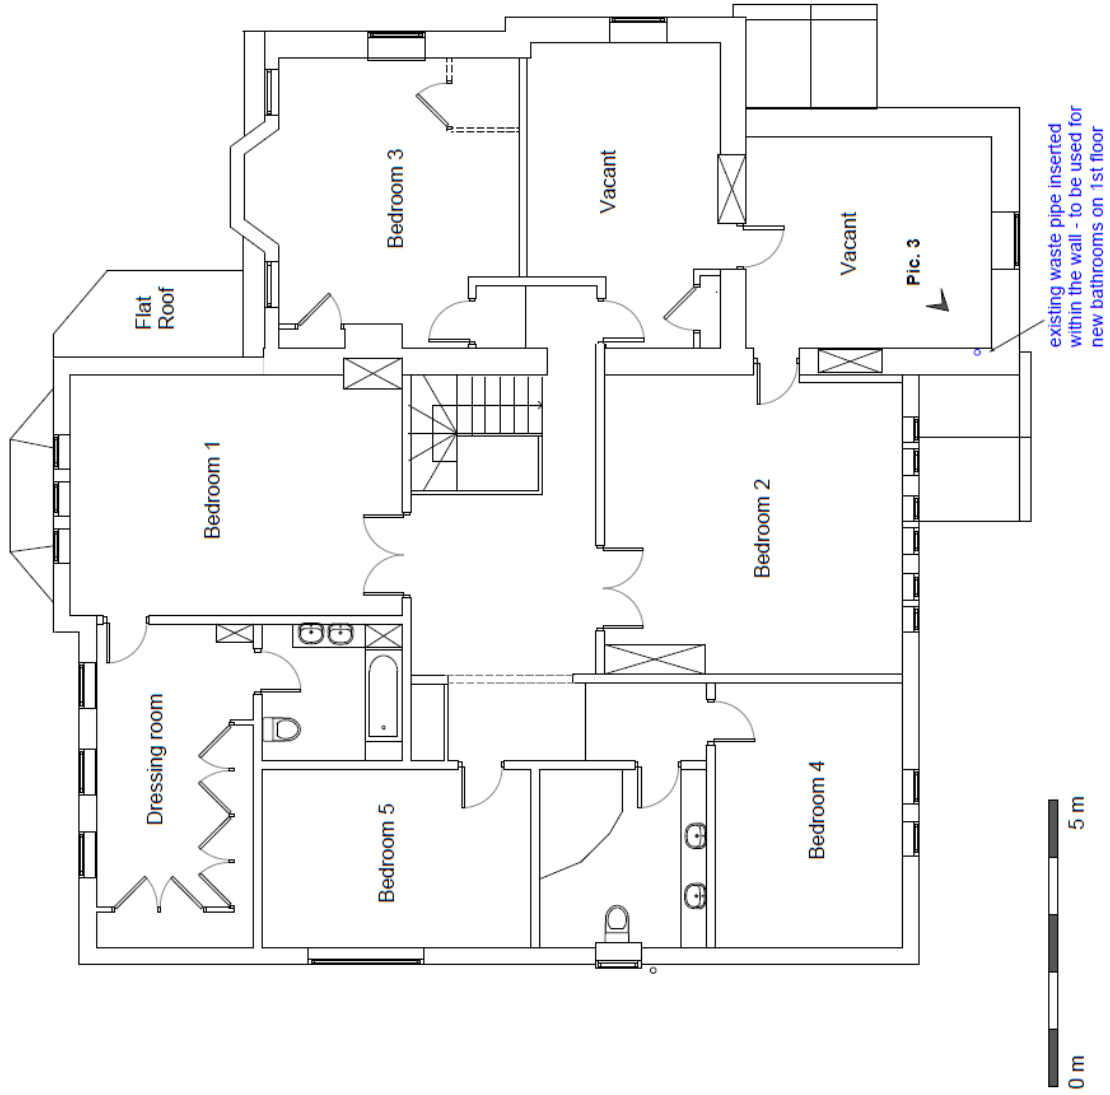 Flat
Roof
Bedroom 3
Vacant
Vacant
Pic. 3
existing waste pipe inserted
within the wall - to be used for
new bathrooms on 1st floor
Bedroom 1
Bedroom 2
Dressing room
Bedroom 5
Bedroom 4
0 m
5 m